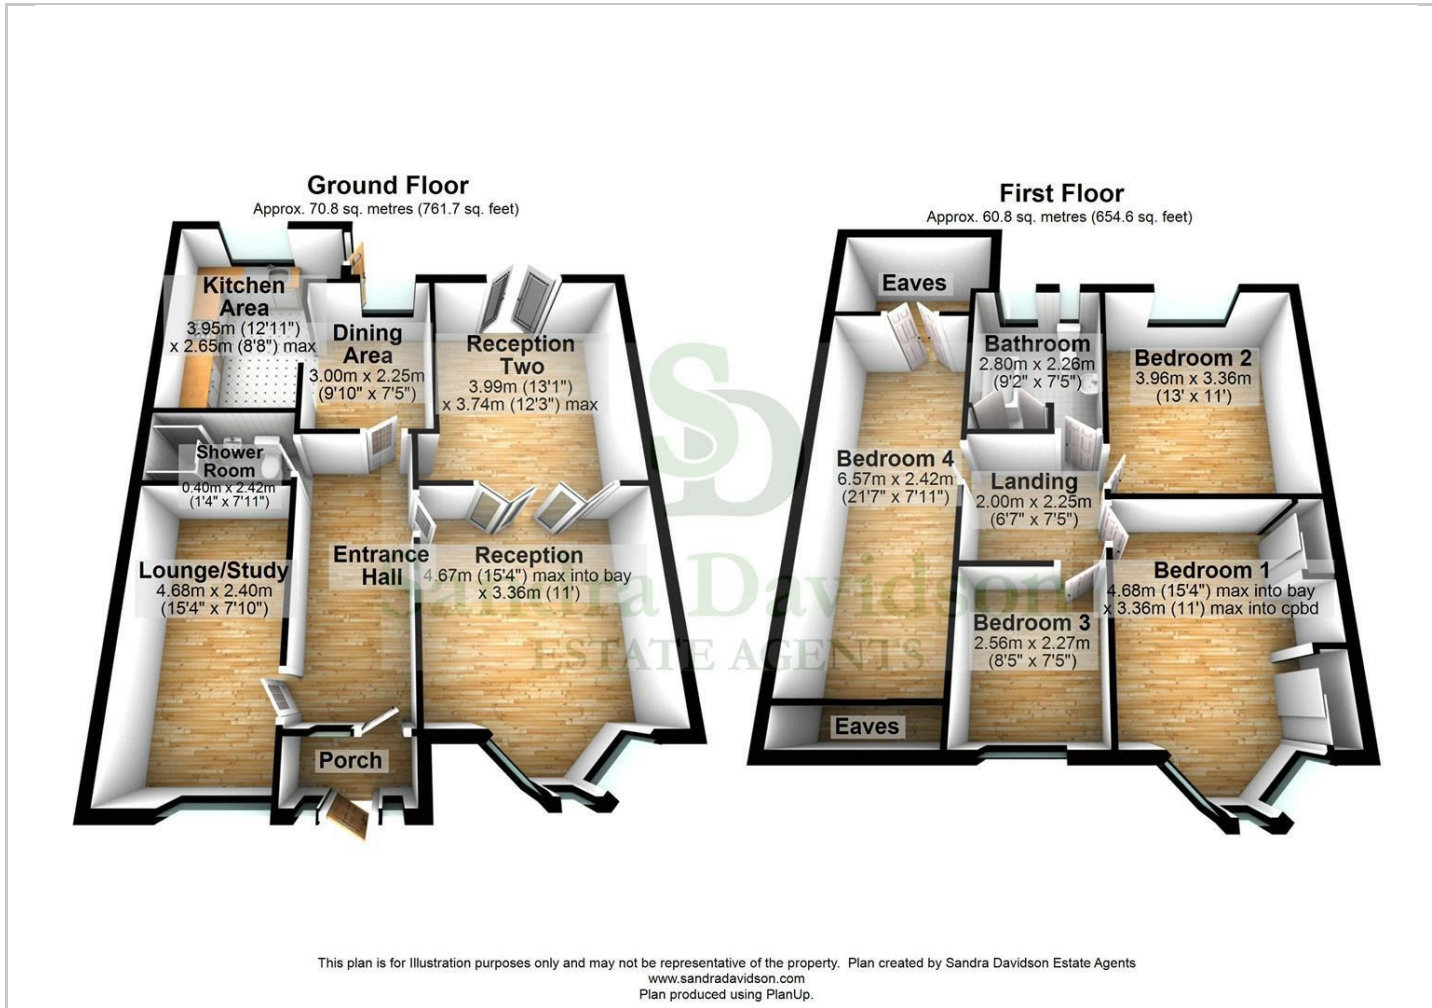 Ground Floor
Approx. 70.8 sq. metres (761.7 sq. feet)
Kitchen
Area
3.95m (12'11")
x 2.65m (8'8") max
Dining
Area
3.00m x 2.25m
(9'10" x 7'5")
Reception
Two
3.99m (13'1")
x 3.74m (12'3") max
Shower
Room
0.40m x 2.42m
(1'4" x 7'11")
Lounge/Study
4.68m x 2.40m
(15'4" x 7'10")
Entrance
Hall
Reception
4.67m (15'4") max into bay
x 3.36m (11')
Porch
First Floor
Approx. 60.8 sq. metres (654.6 sq. feet)
Eaves
Bathroom
2.80m x 2.26m
(9'2" x 7'5")
Bedroom 2
3.96m x 3.36m
(13' x 11')
Bedroom 4
6.57m x 2.42m
(21'7" x 7'11")
Landing
2.00m x 2.25m
(6'7" x 7'5")
Bedroom 1
4.68m (15'4") max into bay
x 3.36m (11') max into cpbd
Bedroom 3
2.56m x 2.27m
(8'5" x 7'5")
Eaves
SD
Sandra Davidson
ESTATE AGENTS
This plan is for Illustration purposes only and may not be representative of the property. Plan created by Sandra Davidson Estate Agents
www.sandradavidson.com
Plan produced using PlanUp.